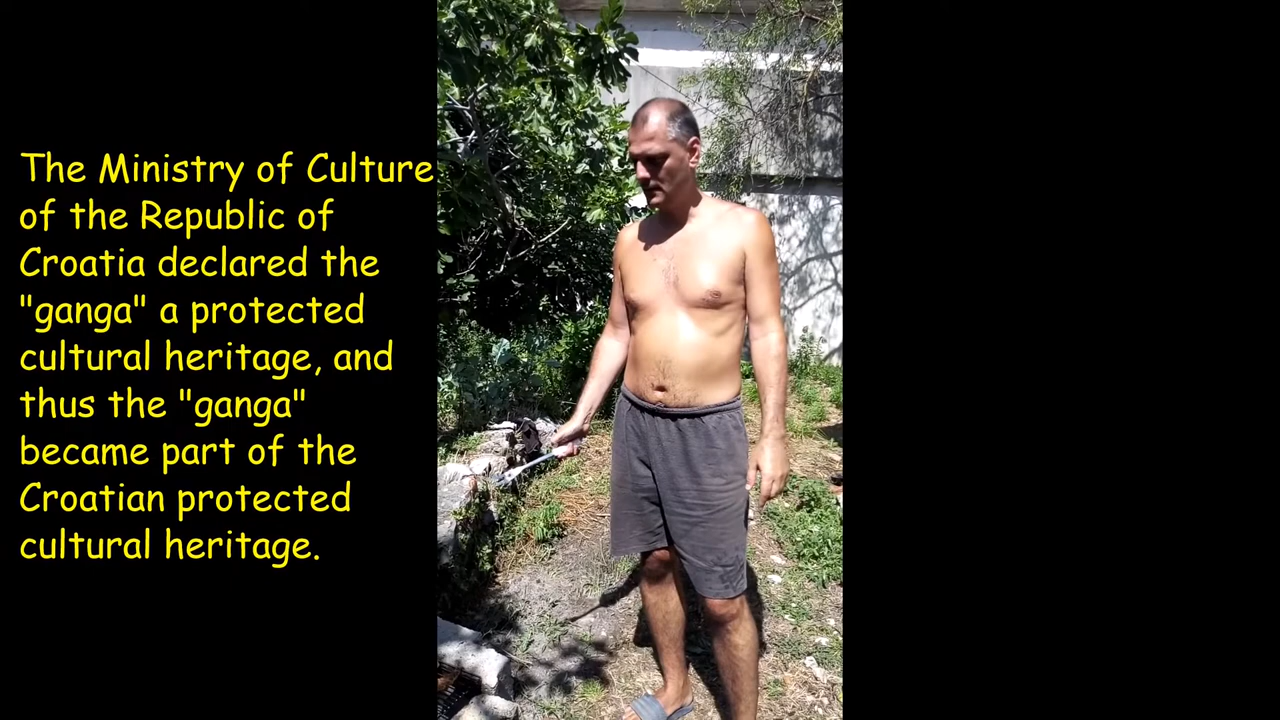 The Ministry of Culture
of the Republic of
Croatia declared the
"ganga" a protected
cultural heritage, and
thus the "ganga"
became part of the
Croatian protected
cultural heritage.